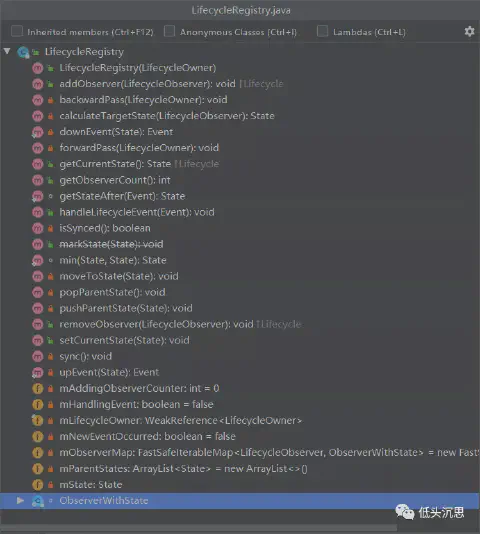 LifecycleRegistry.java
Inherited members (Ctrl+F12) Anonymous Classes (Ctrl+I) Lambdas (Ctrl+L)
LifecycleRegistry
LifecycleRegistry(LifecycleOwner)
addObserver(LifecycleObserver): void ↑Lifecycle
backwardPass(LifecycleOwner): void
calculateTargetState(LifecycleObserver): State
downEvent(State): Event
forwardPass(LifecycleOwner): void
getCurrentState(): State ↑Lifecycle
getObserverCount(): int
getStateAfter(Event): State
handleLifecycleEvent(Event): void
isSynced(): boolean
markState(State): void
min(State, State): State
moveToState(State): void
popParentState(): void
pushParentState(State): void
removeObserver(LifecycleObserver): void ↑Lifecycle
setCurrentState(State): void
sync(): void
upEvent(State): Event
mAddingObserverCounter: int = 0
mHandlingEvent: boolean = false
mLifecycleOwner: WeakReference<LifecycleOwner>
mNewEventOccurred: boolean = false
mObserverMap: FastSafeIterableMap<LifecycleObserver, ObserverWithState> = new Fast
mParentStates: ArrayList<State> = new ArrayList<>()
mState: State
ObserverWithState
低头沉思